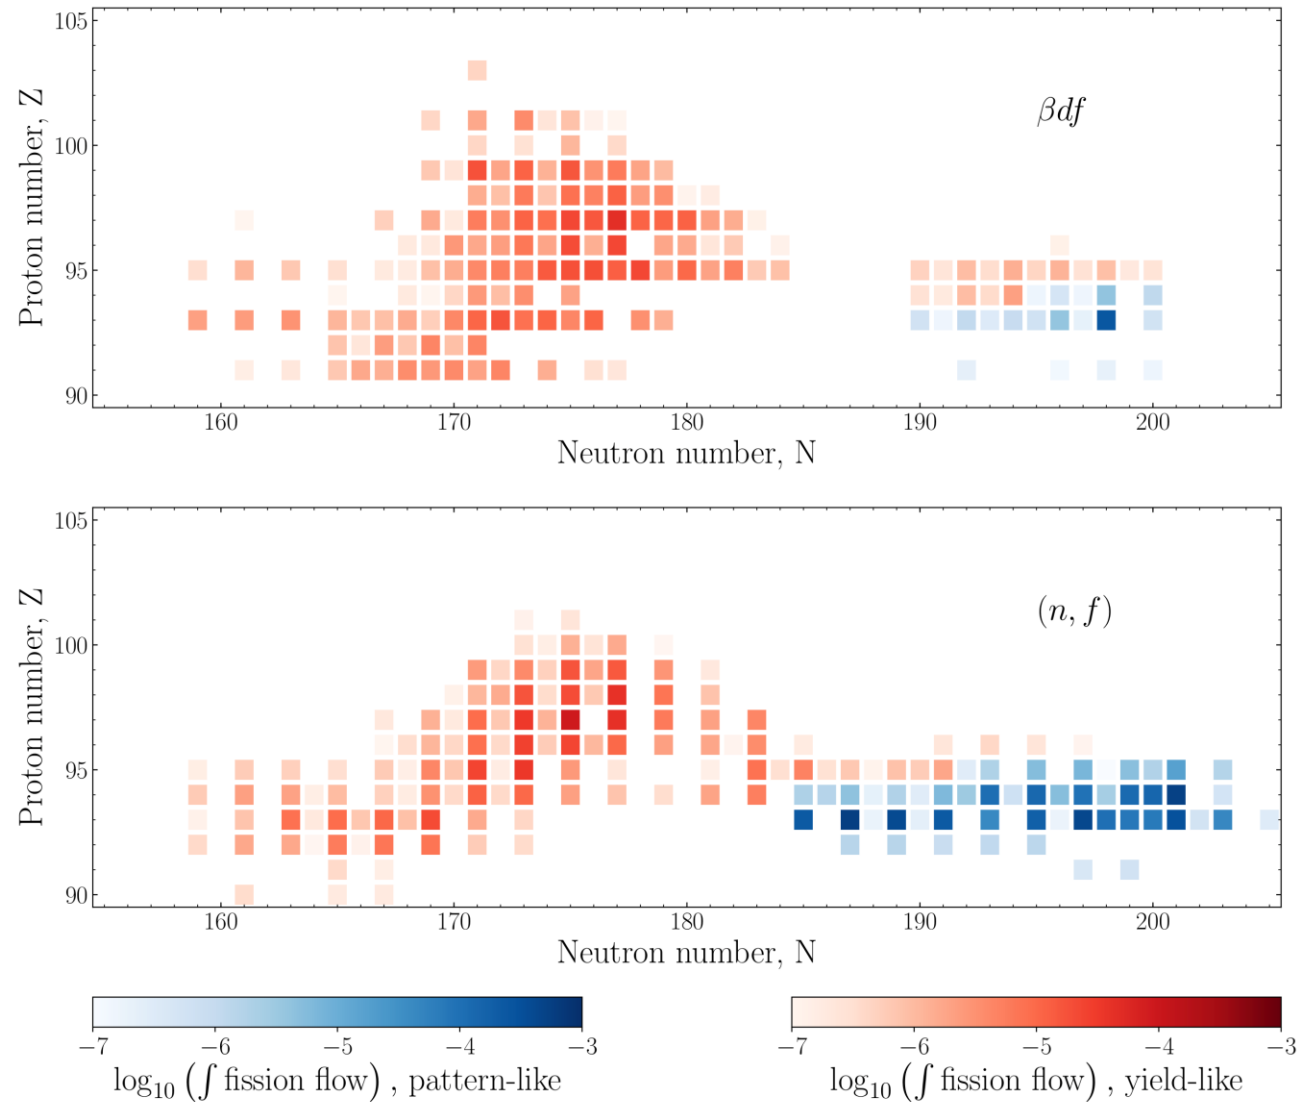 105
100
95
90
Proton number, Z
βdf
160 170 180 190 200
Neutron number, N
105
100
95
90
Proton number, Z
(n, f)
160 170 180 190 200
Neutron number, N
−7 −6 −5 −4 −3
log₁₀ (∫ fission flow) , pattern-like
−7 −6 −5 −4 −3
log₁₀ (∫ fission flow) , yield-like